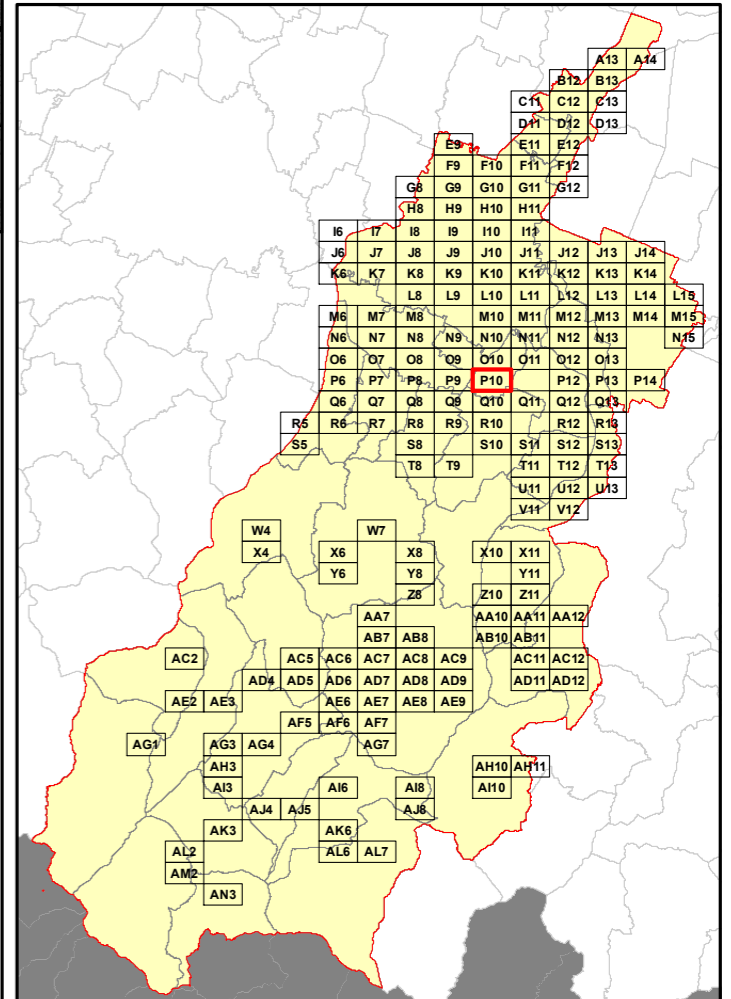 A13 A14
B12 B13
C11 C12 C13
D11 D12 D13
E9 E11 E12
F9 F10 F11 F12
G8 G9 G10 G11 G12
H8 H9 H10 H11
I6 I7 I8 I9 I10 I11
J6 J7 J8 J9 J10 J11 J12 J13 J14
K6 K7 K8 K9 K10 K11 K12 K13 K14
L8 L9 L10 L11 L12 L13 L14 L15
M6 M7 M8 M10 M11 M12 M13 M14 M15
N6 N7 N8 N9 N10 N11 N12 N13 N15
O6 O7 O8 O9 O10 O11 O12 O13
P6 P7 P8 P9 P10 P12 P13 P14
Q6 Q7 Q8 Q9 Q10 Q11 Q12 Q13
R5 R6 R7 R8 R9 R10 R12 R13
S5 S8 S10 S11 S12 S13
T8 T9 T11 T12 T13
U11 U12 U13
V11 V12
W4 W7
X4 X6 X8 X10 X11
Y6 Y8 Y11
Z8 Z10 Z11
AA7 AA10 AA11 AA12
AB7 AB8 AB10 AB11
AC2 AC5 AC6 AC7 AC8 AC9 AC11 AC12
AD4 AD5 AD6 AD7 AD8 AD9 AD11 AD12
AE2 AE3 AE6 AE7 AE8 AE9
AF5 AF6 AF7
AG1 AG3 AG4 AG7
AH3 AH10 AH11
AI3 AI6 AI8 AI10
AJ4 AJ5 AJ8
AK3 AK6
AL2 AL6 AL7
AM2
AN3